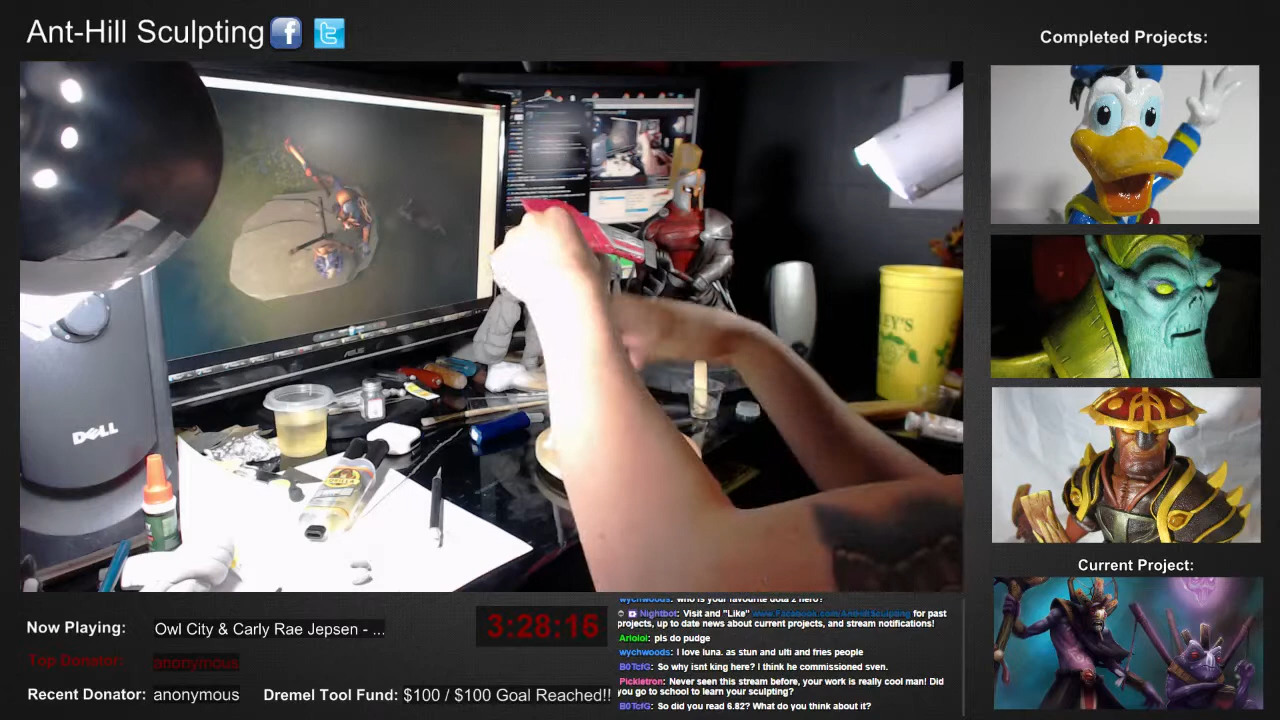 Ant-Hill Sculpting
Completed Projects:
DELL
ASUS
LEY'S
Current Project:
Now Playing:
Owl City & Carly Rae Jepsen - ...
3:28:16
Top Donator:
anonymous
Recent Donator:
anonymous
Dremel Tool Fund: $100 / $100 Goal Reached!!
wychwoods: who is your favourite dota 2 hero?
Nightbot: Visit and "Like" www.Facebook.com/AntHillSculpting for past
projects, up to date news about current projects, and stream notifications!
Arlolol: pls do pudge
wychwoods: I love luna. as stun and ulti and fries people
B0TcfG: So why isnt king here? I think he commissioned sven.
Pickletron: Never seen this stream before, your work is really cool man! Did
you go to school to learn your sculpting?
B0TcfG: So did you read 6.82? What do you think about it?